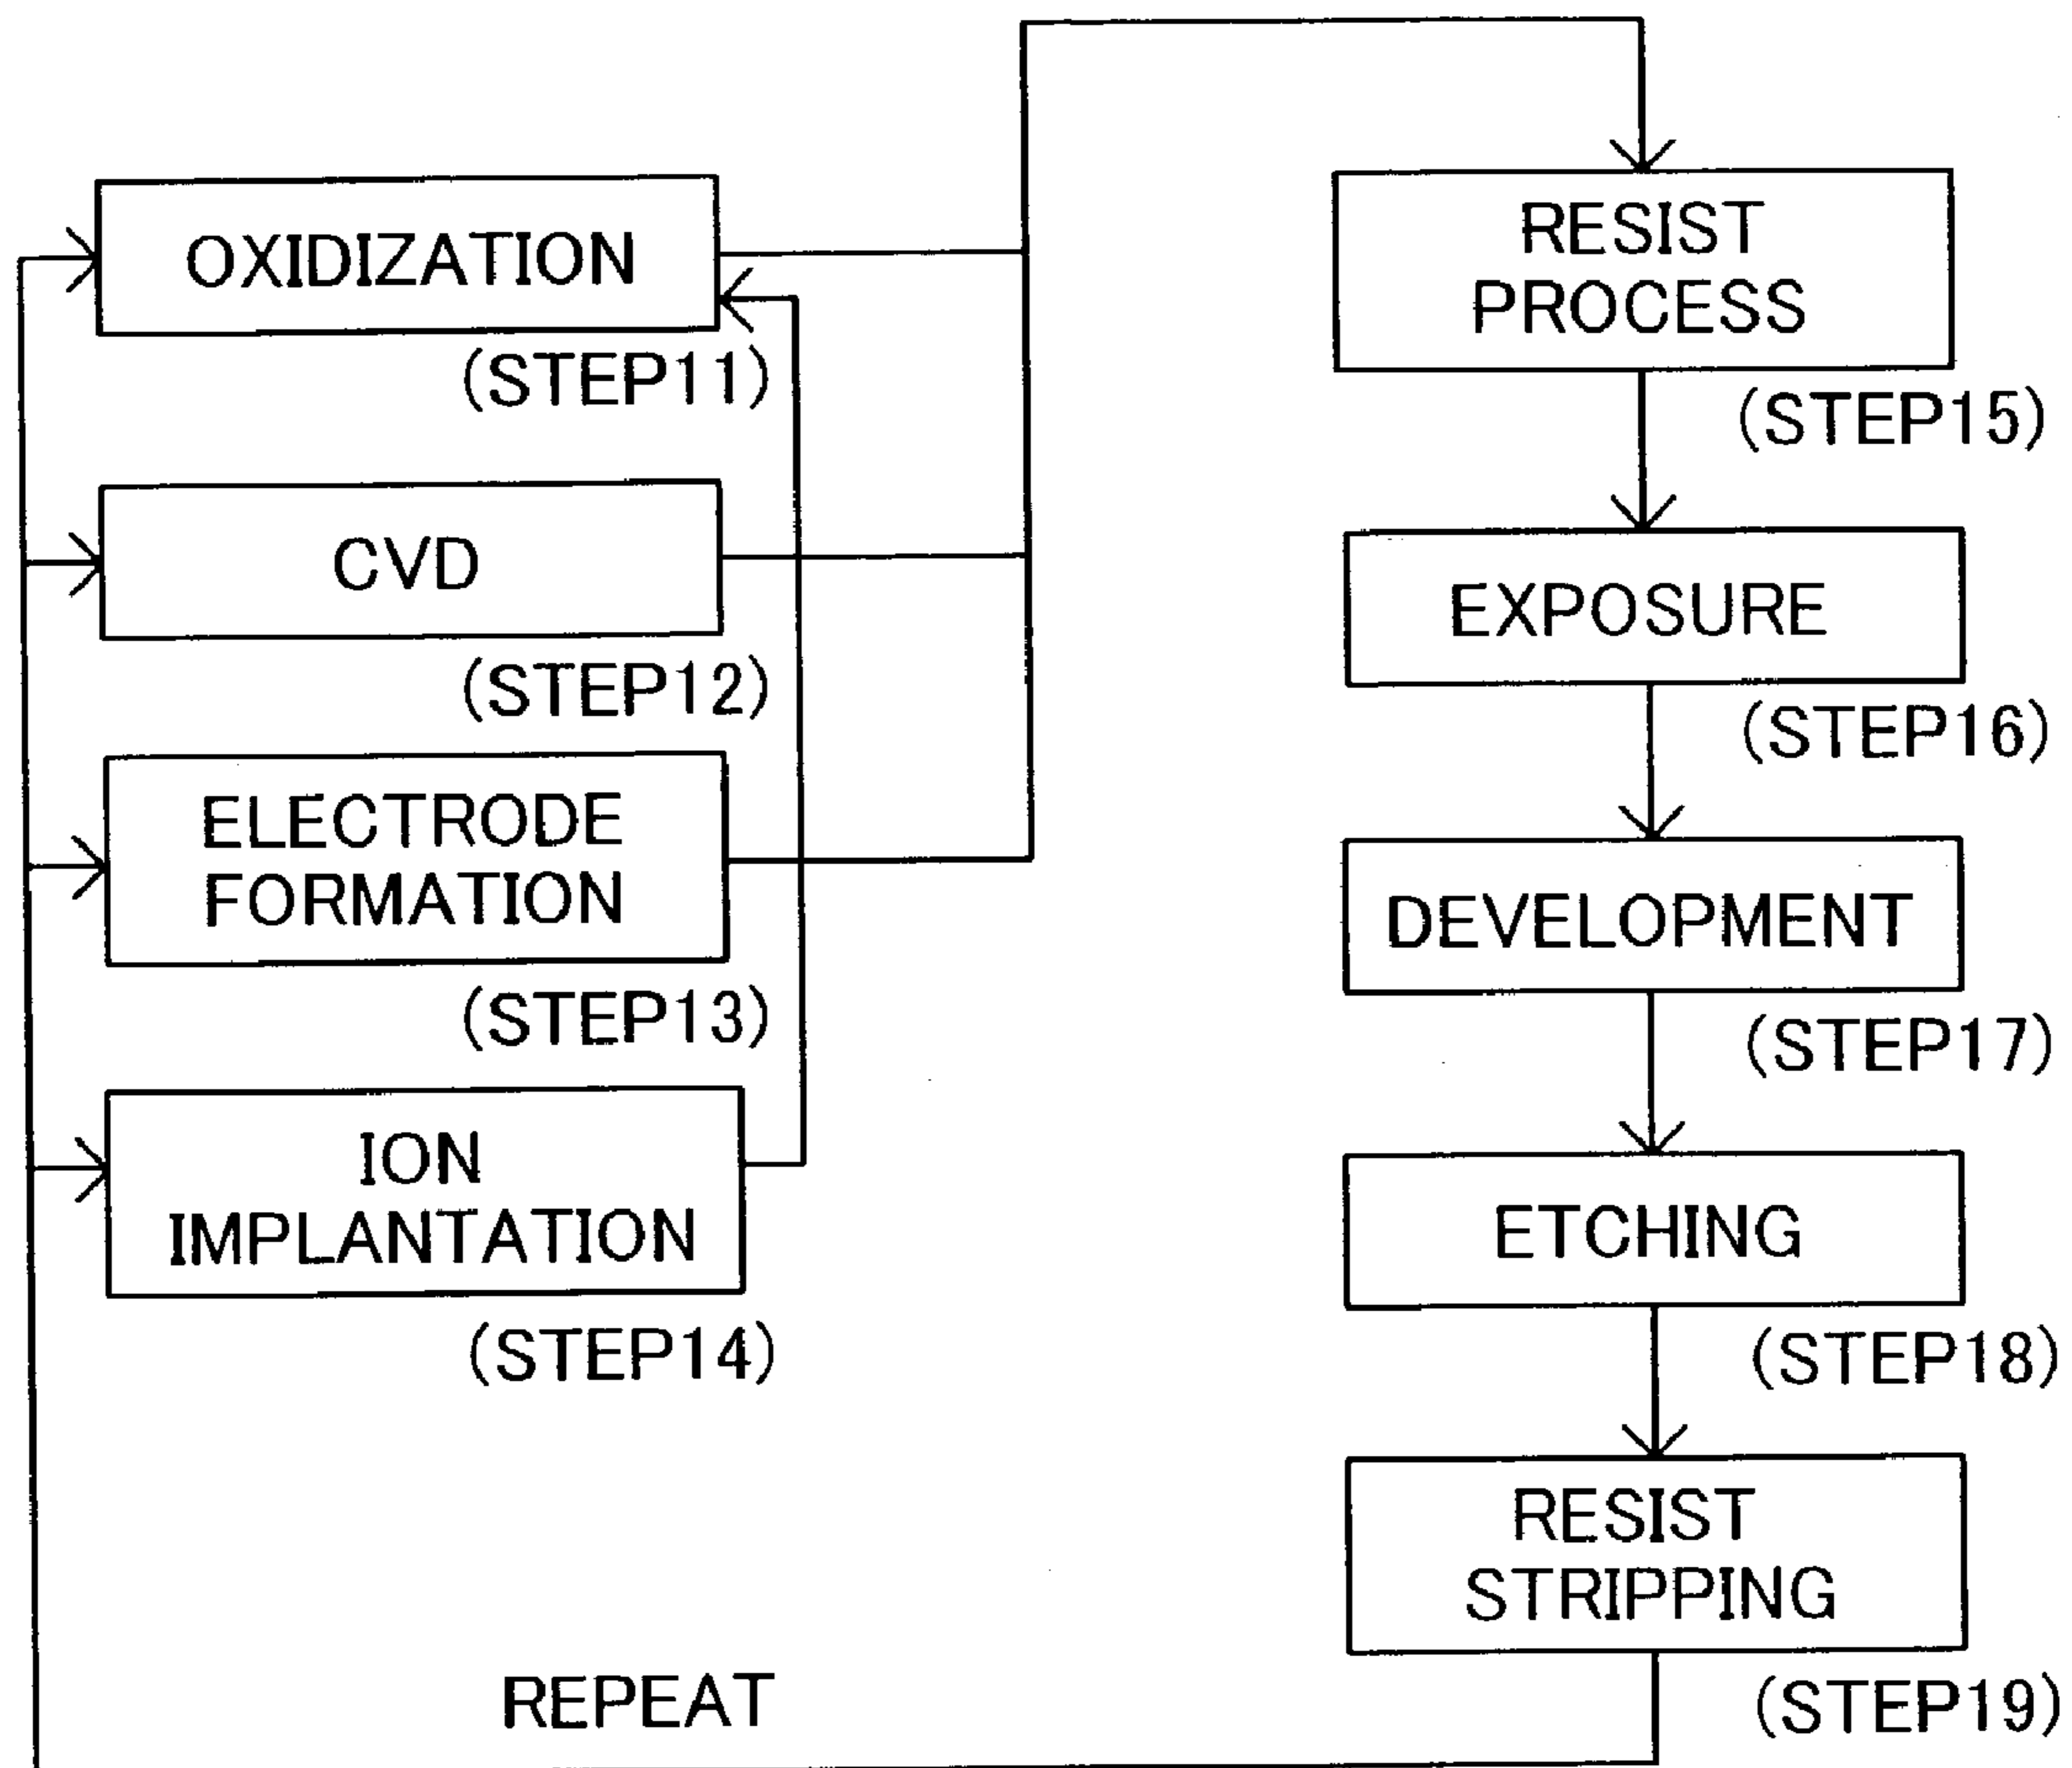 OXIDIZATION
(STEP11)
CVD
(STEP12)
ELECTRODE
FORMATION
(STEP13)
ION
IMPLANTATION
(STEP14)
REPEAT
RESIST
PROCESS
(STEP15)
EXPOSURE
(STEP16)
DEVELOPMENT
(STEP17)
ETCHING
(STEP18)
RESIST
STRIPPING
(STEP19)